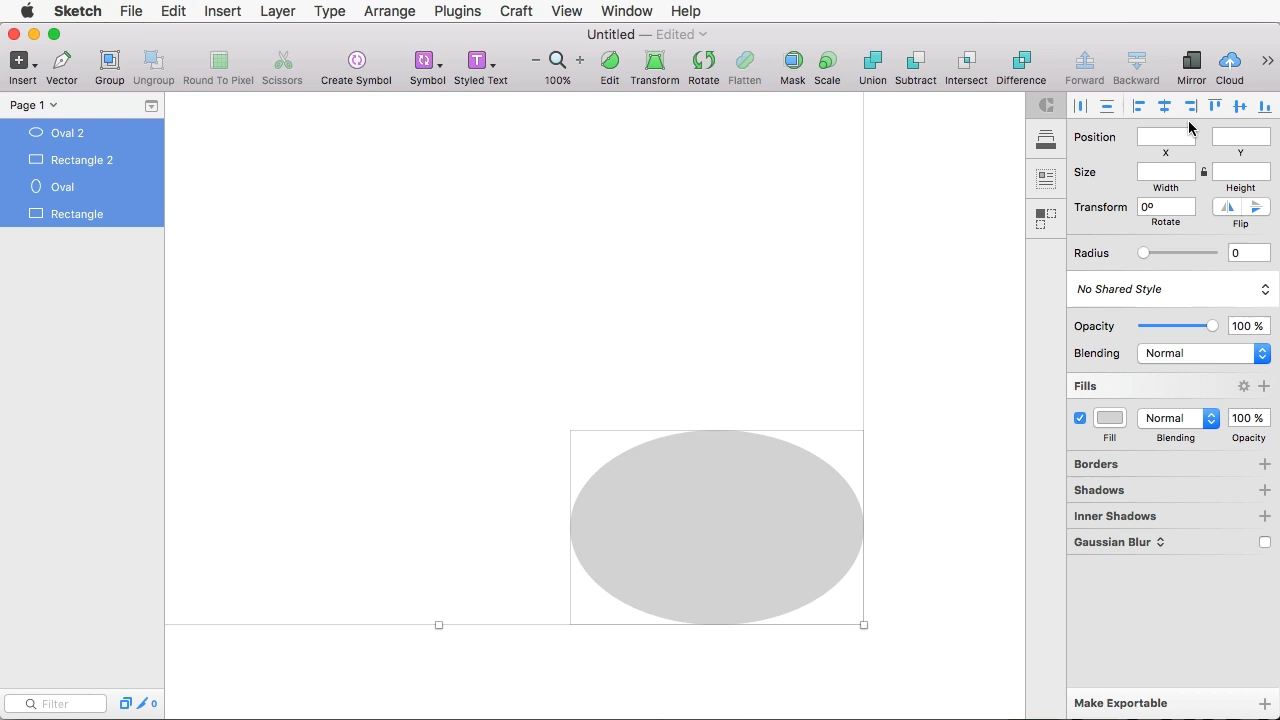 Sketch File Edit Insert Layer Type Arrange Plugins Craft View Window Help
Untitled — Edited
Insert Vector Group Ungroup Round To Pixel Scissors Create Symbol Symbol Styled Text 100% Edit Transform Rotate Flatten Mask Scale Union Subtract Intersect Difference Forward Backward Mirror Cloud
Page 1
Oval 2
Rectangle 2
Oval
Rectangle
Filter 0
Position
X Y
Size
Width Height
Transform 0º
Rotate Flip
Radius 0
No Shared Style
Opacity 100 %
Blending Normal
Fills
Normal 100 %
Fill Blending Opacity
Borders
Shadows
Inner Shadows
Gaussian Blur
Make Exportable